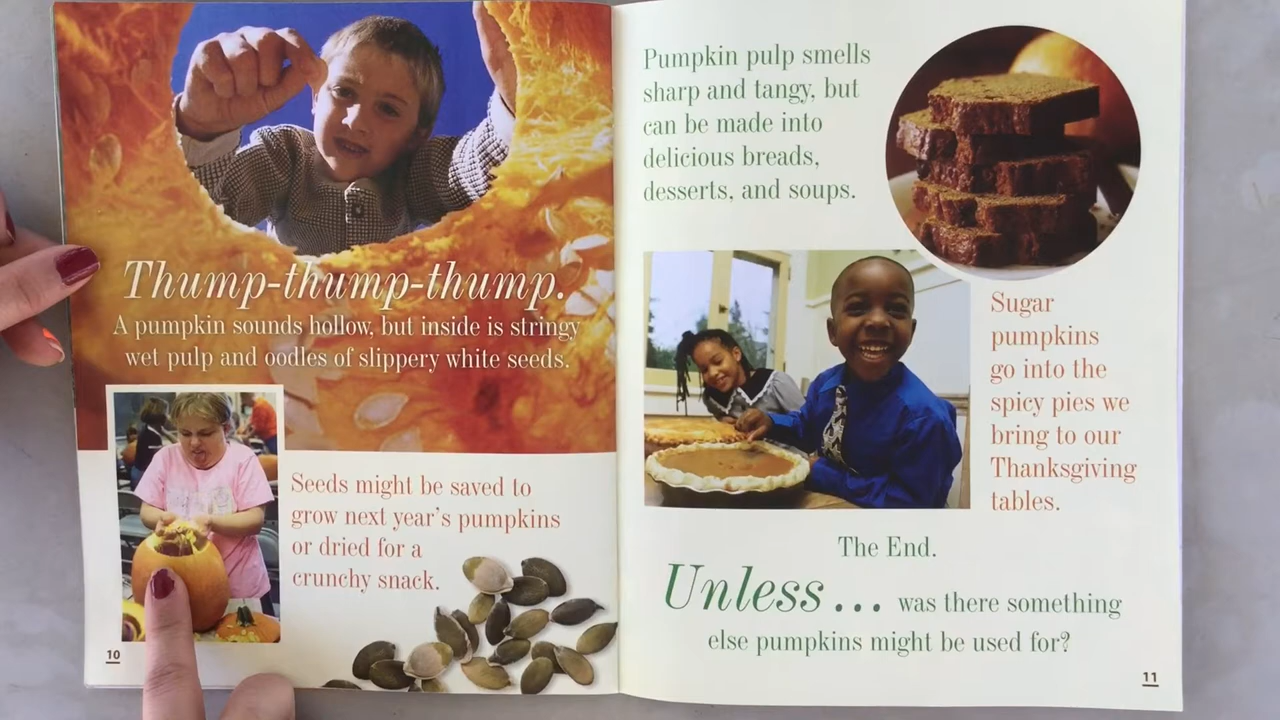 Thump-thump-thump.
A pumpkin sounds hollow, but inside is stringy
wet pulp and oodles of slippery white seeds.
Seeds might be saved to
grow next year's pumpkins
or dried for a
crunchy snack.
10
Pumpkin pulp smells
sharp and tangy, but
can be made into
delicious breads,
desserts, and soups.
Sugar
pumpkins
go into the
spicy pies we
bring to our
Thanksgiving
tables.
The End.
Unless... was there something
else pumpkins might be used for?
11